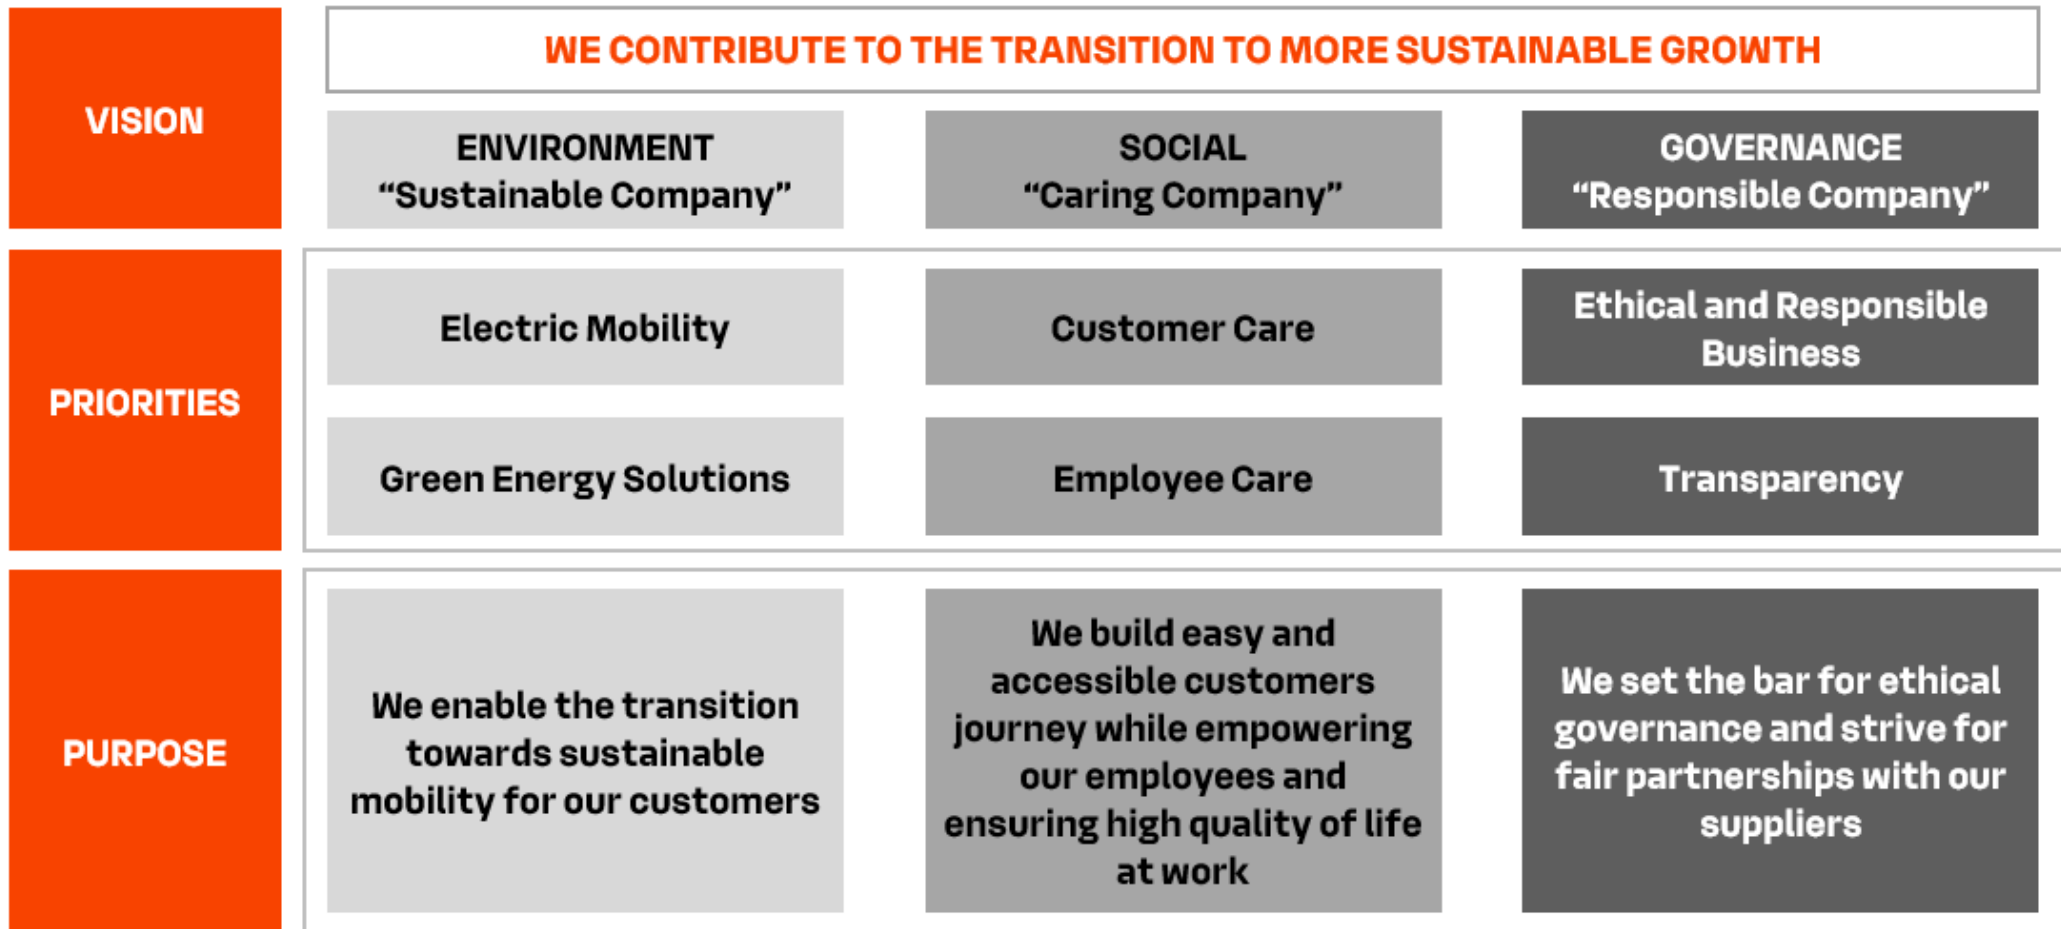 VISION
WE CONTRIBUTE TO THE TRANSITION TO MORE SUSTAINABLE GROWTH
ENVIRONMENT
“Sustainable Company”
SOCIAL
“Caring Company”
GOVERNANCE
“Responsible Company”
PRIORITIES
Electric Mobility
Customer Care
Ethical and Responsible
Business
Green Energy Solutions
Employee Care
Transparency
PURPOSE
We enable the transition
towards sustainable
mobility for our customers
We build easy and
accessible customers
journey while empowering
our employees and
ensuring high quality of life
at work
We set the bar for ethical
governance and strive for
fair partnerships with our
suppliers